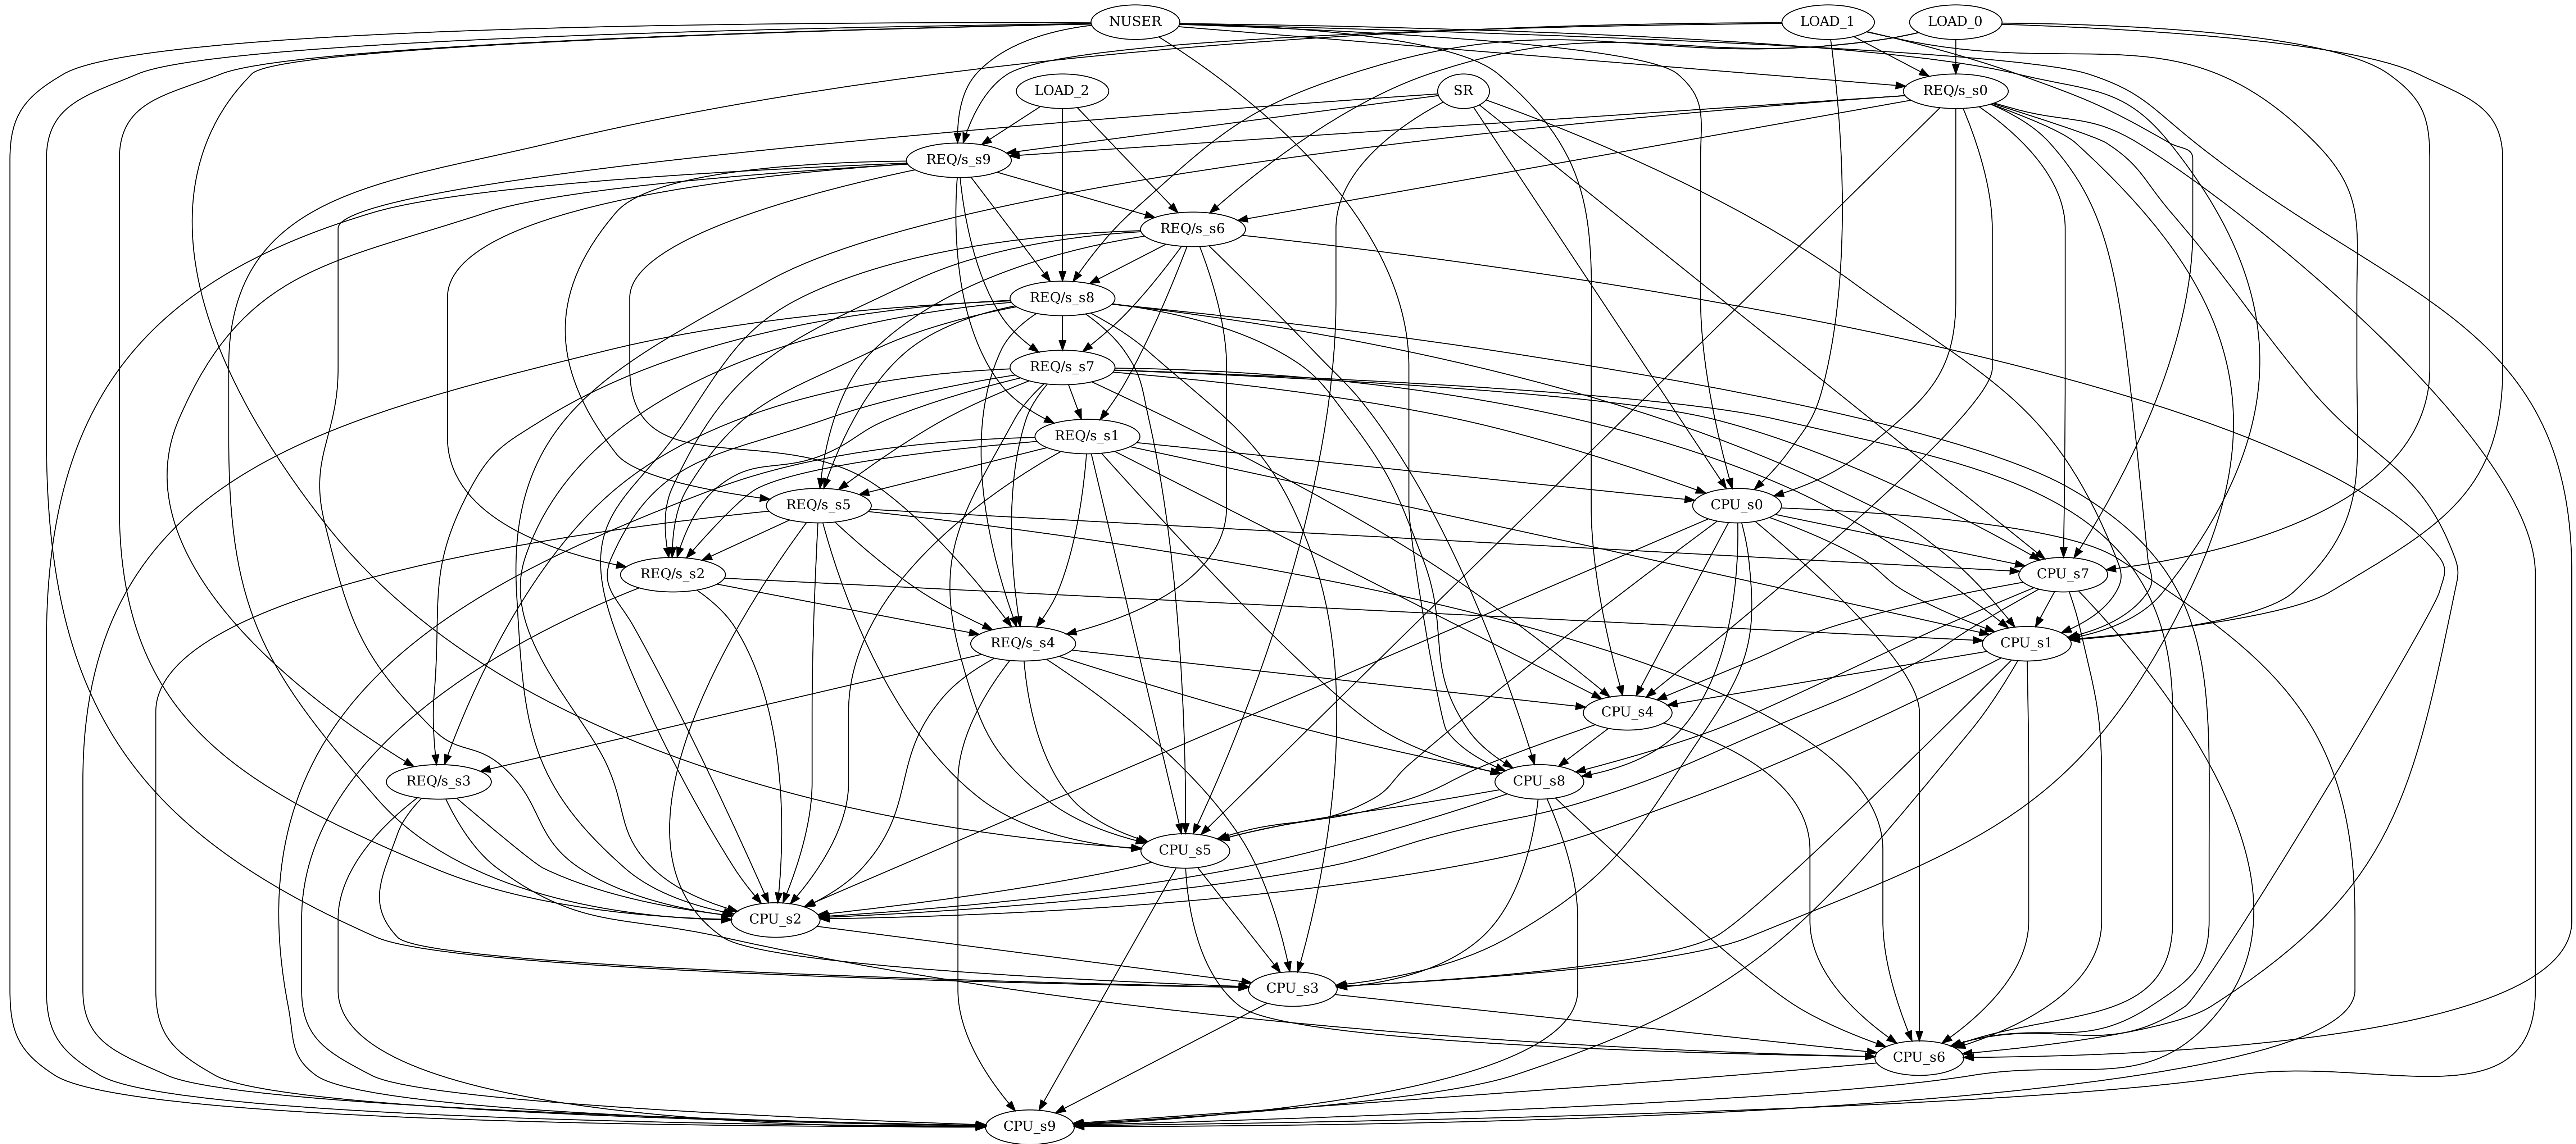 NUSER
LOAD_1
LOAD_0
LOAD_2
SR
REQ/s_s0
REQ/s_s9
REQ/s_s6
REQ/s_s8
REQ/s_s7
REQ/s_s1
REQ/s_s5
CPU_s0
REQ/s_s2
CPU_s7
REQ/s_s4
CPU_s1
CPU_s4
REQ/s_s3
CPU_s8
CPU_s5
CPU_s2
CPU_s3
CPU_s6
CPU_s9